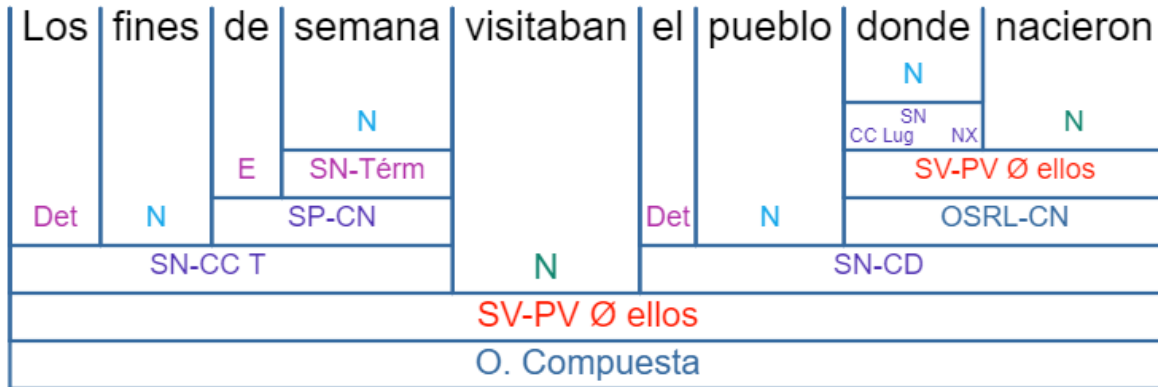 Los fines de semana visitaban el pueblo donde nacieron
N
SN
N N
CC Lug NX
E SN-Térm SV-PV Ø ellos
Det N SP-CN Det N OSRL-CN
SN-CC T N SN-CD
SV-PV Ø ellos
O. Compuesta